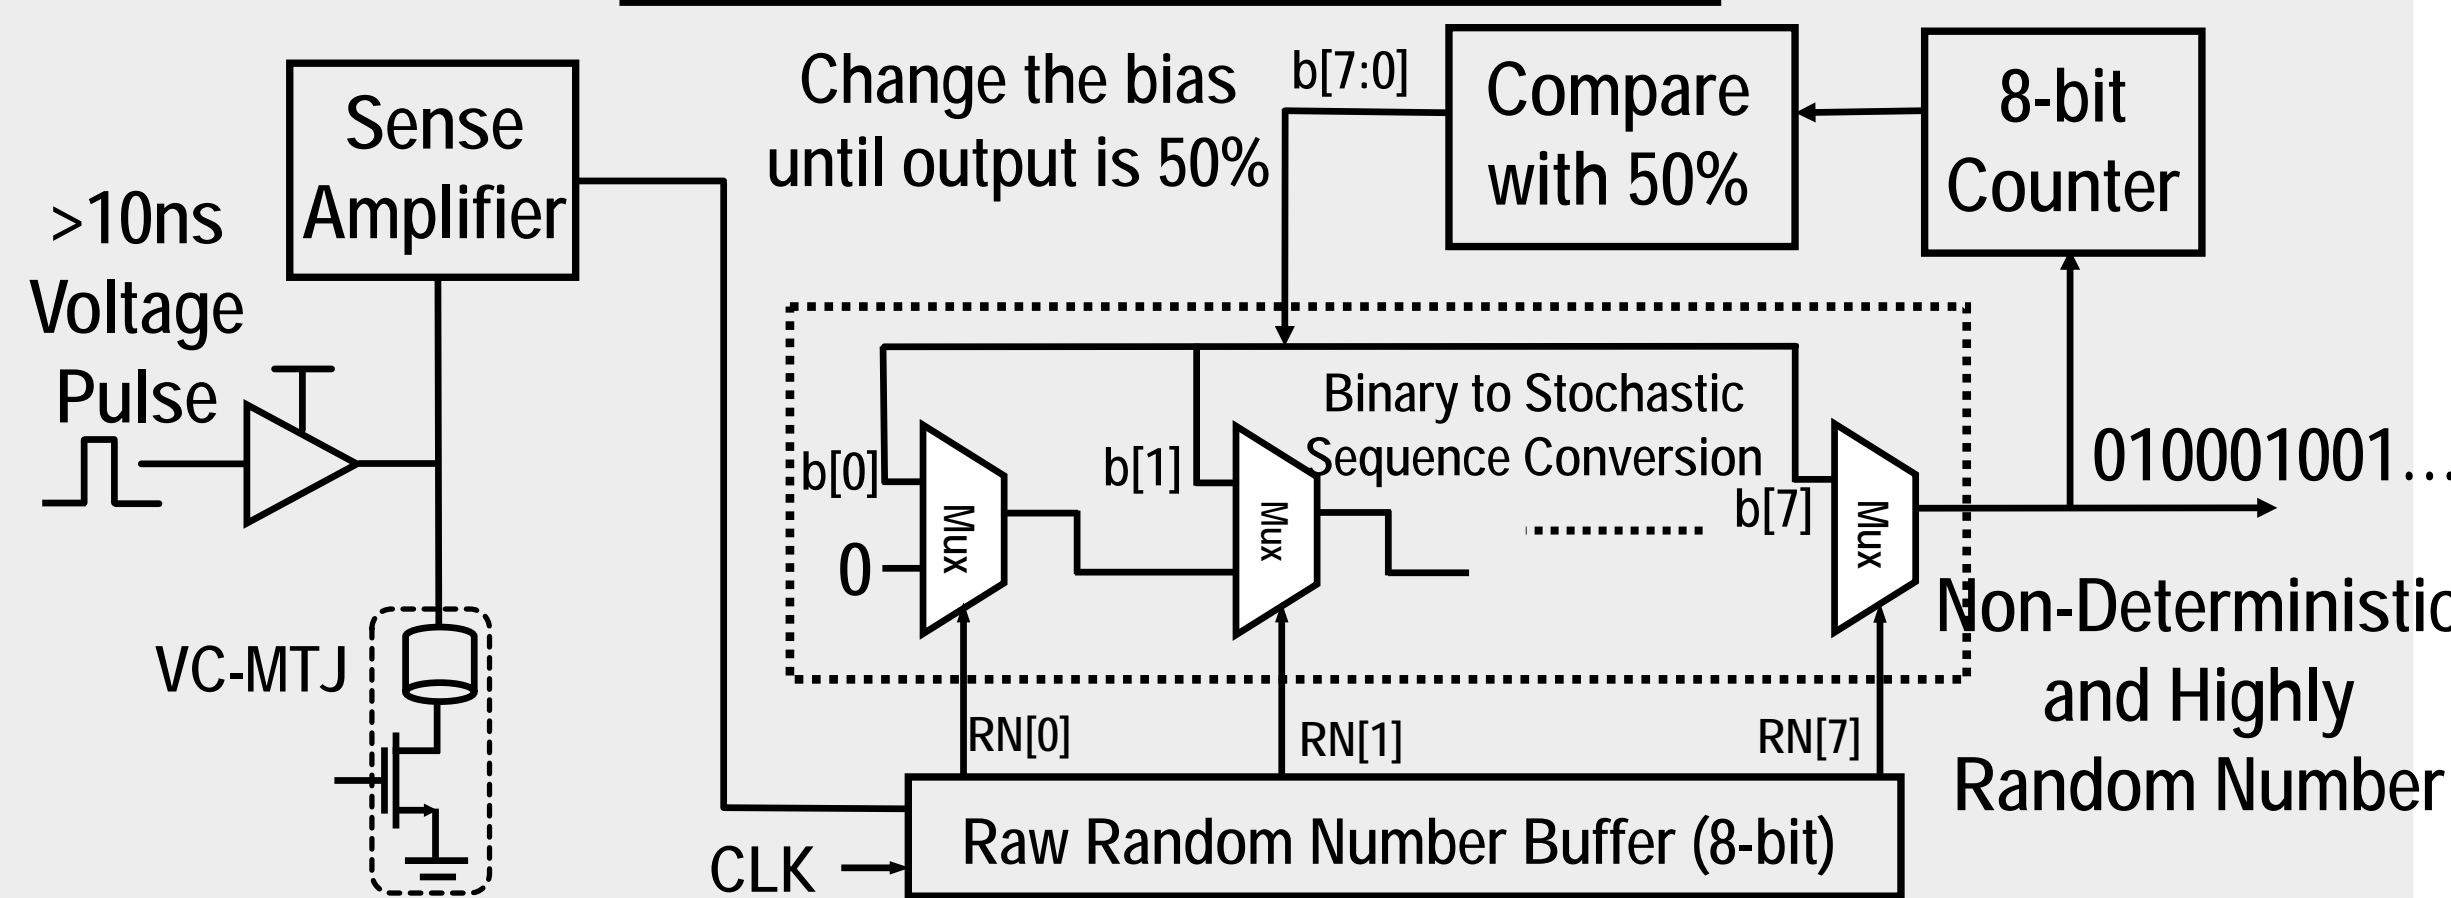 Sense
Amplifier
>10ns
Voltage
Pulse
VC-MTJ
Change the bias
until output is 50%
b[7:0]
Compare
with 50%
8-bit
Counter
Binary to Stochastic
Sequence Conversion
b[0]
0
Mux
b[1]
Mux
b[7]
Mux
010001001...
Non-Deterministic
and Highly
Random Number
RN[0]
RN[1]
RN[7]
Raw Random Number Buffer (8-bit)
CLK